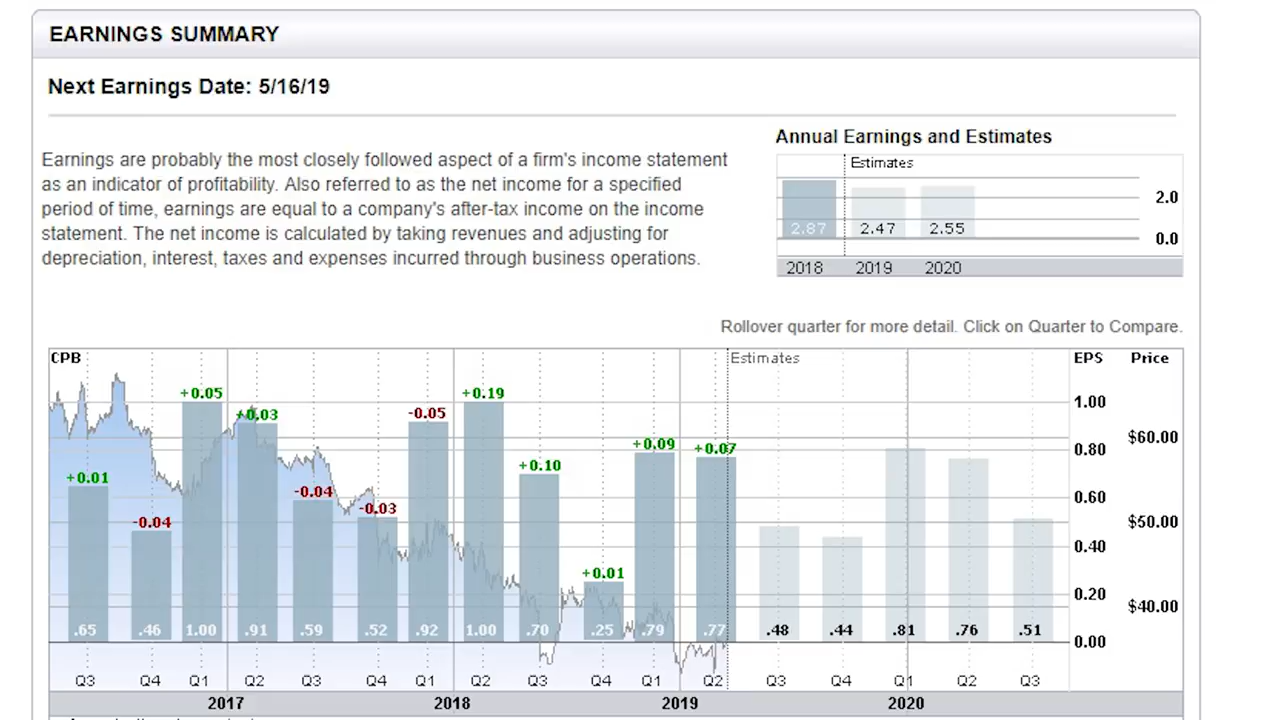 EARNINGS SUMMARY
Next Earnings Date: 5/16/19
Earnings are probably the most closely followed aspect of a firm's income statement
as an indicator of profitability. Also referred to as the net income for a specified
period of time, earnings are equal to a company's after-tax income on the income
statement. The net income is calculated by taking revenues and adjusting for
depreciation, interest, taxes and expenses incurred through business operations.
Annual Earnings and Estimates
Estimates
2.0
2.87 2.47 2.55
0.0
2018 2019 2020
Rollover quarter for more detail. Click on Quarter to Compare.
CPB Estimates EPS Price
+0.05 +0.19
1.00
+0.03 -0.05
$60.00
+0.09 +0.07
0.80
+0.10
+0.01
-0.04
0.60
-0.03
-0.04 $50.00
0.40
+0.01
0.20
$40.00
.65 .46 1.00 .91 .59 .52 .92 1.00 .70 .25 .79 .77 .48 .44 .81 .76 .51
0.00
Q3 Q4 Q1 Q2 Q3 Q4 Q1 Q2 Q3 Q4 Q1 Q2 Q3 Q4 Q1 Q2 Q3
2017 2018 2019 2020